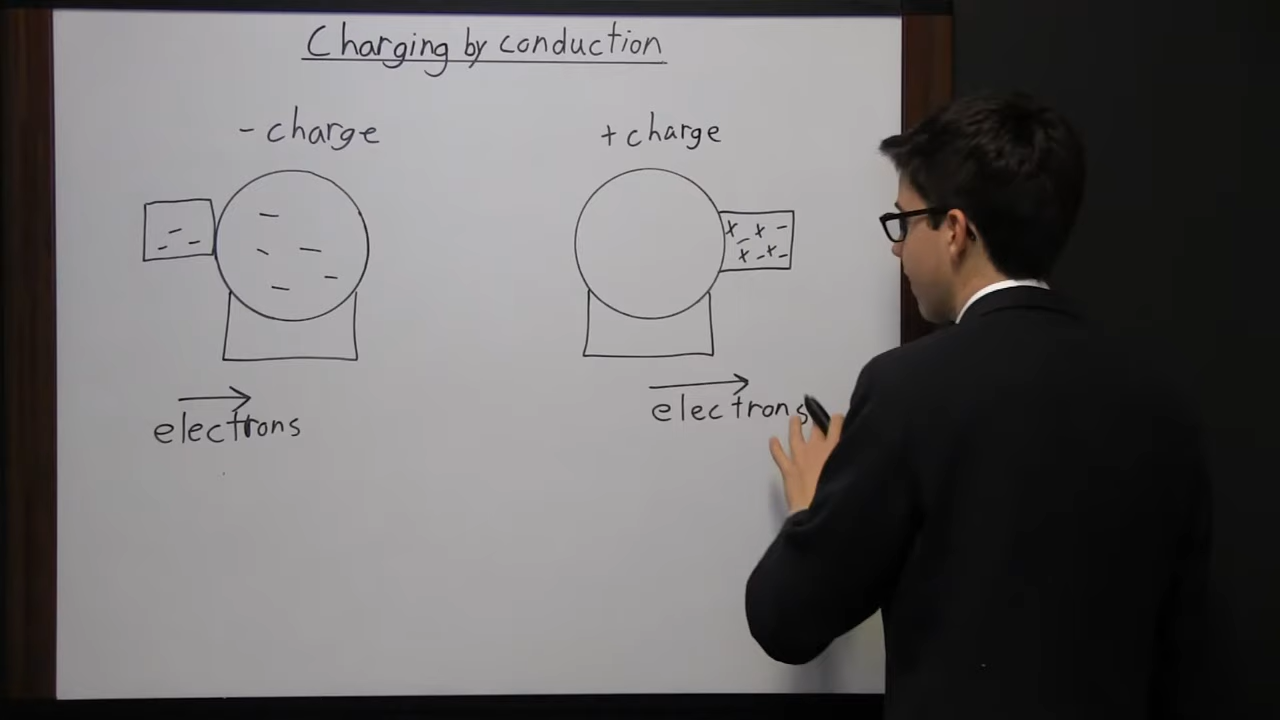 Charging by conduction
- charge
+ charge
electrons
electrons